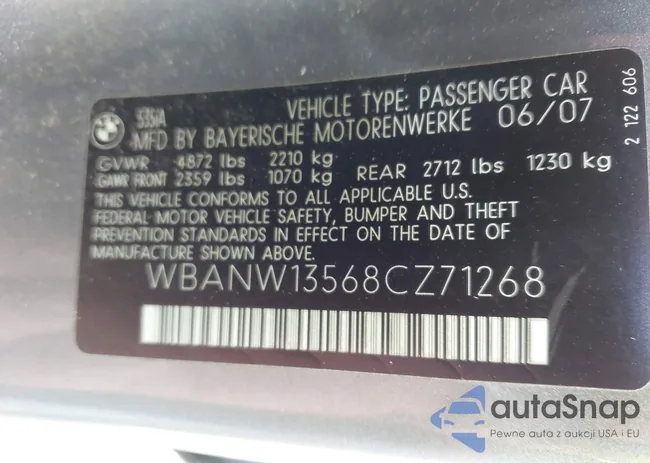 535iA VEHICLE TYPE: PASSENGER CAR
MFD BY BAYERISCHE MOTORENWERKE 06/07
GVWR 4872 lbs 2210 kg
GAWR FRONT 2359 lbs 1070 kg REAR 2712 lbs 1230 kg
THIS VEHICLE CONFORMS TO ALL APPLICABLE U.S.
FEDERAL MOTOR VEHICLE SAFETY, BUMPER AND THEFT
PREVENTION STANDARDS IN EFFECT ON THE DATE OF
MANUFACTURE SHOWN ABOVE.
WBANW13568CZ71268
2 122 606
autaSnap
Pewne auta z aukcji USA i EU